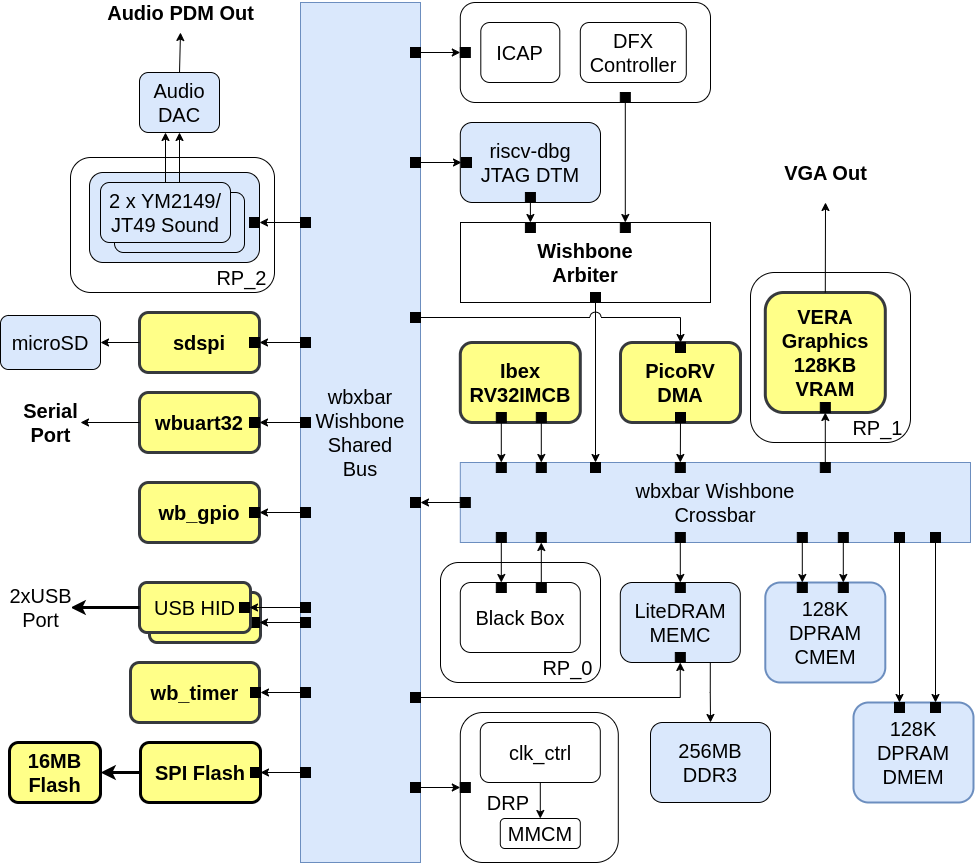 Audio PDM Out
Audio
DAC
2 x YM2149/
JT49 Sound
RP_2
microSD
sdspi
Serial
Port
wbuart32
wb_gpio
2xUSB
Port
USB HID
wb_timer
16MB
Flash
SPI Flash
wbxbar
Wishbone
Shared
Bus
ICAP
DFX
Controller
riscv-dbg
JTAG DTM
Wishbone
Arbiter
VGA Out
VERA
Graphics
128KB
VRAM
RP_1
Ibex
RV32IMCB
PicoRV
DMA
wbxbar Wishbone
Crossbar
Black Box
RP_0
LiteDRAM
MEMC
128K
DPRAM
CMEM
256MB
DDR3
128K
DPRAM
DMEM
clk_ctrl
DRP
MMCM